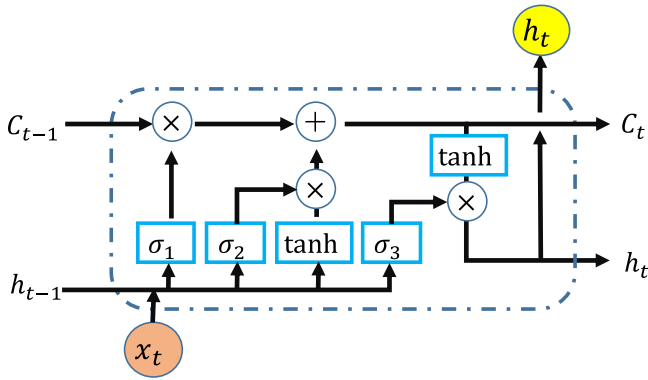 h_t
C_{t-1} × + C_t
tanh
× ×
σ_1 σ_2 tanh σ_3
h_{t-1} h_t
x_t